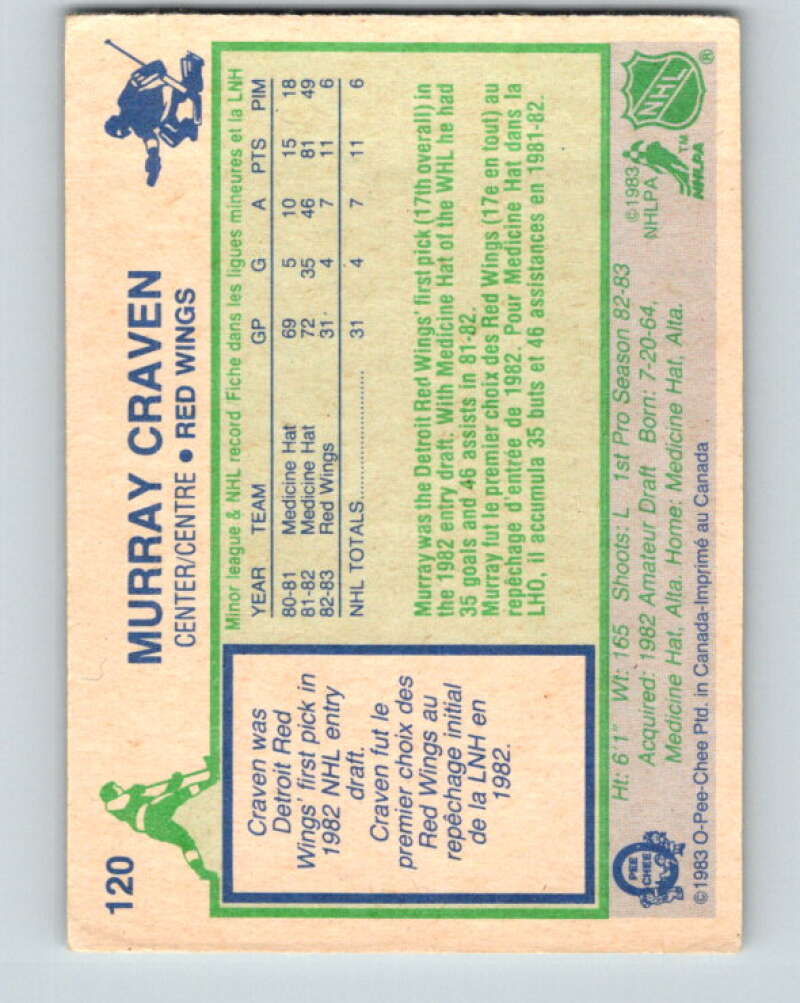 120
MURRAY CRAVEN
CENTER/CENTRE • RED WINGS
Craven was
Detroit Red
Wings' first pick in
1982 NHL entry
draft.
Craven fut le
premier choix des
Red Wings au
repêchage initial
de la LNH en
1982.
Minor league & NHL record Fiche dans les ligues mineures et la LNH
YEAR TEAM GP G A PTS PIM
80-81 Medicine Hat 69 5 10 15 18
81-82 Medicine Hat 72 35 46 81 49
82-83 Red Wings 31 4 7 11 6
NHL TOTALS 31 4 7 11 6
Murray was the Detroit Red Wings' first pick (17th overall) in
the 1982 entry draft. With Medicine Hat of the WHL he had
35 goals and 46 assists in 81-82.
Murray fut le premier choix des Red Wings (17e en tout) au
repêchage d'entrée de 1982. Pour Medicine Hat dans la
LHO, il accumula 35 buts et 46 assistances en 1981-82.
Ht: 6'1" Wt: 165 Shoots: L 1st Pro Season 82-83
Acquired: 1982 Amateur Draft Born: 7-20-64,
Medicine Hat, Alta. Home: Medicine Hat, Alta.
©1983 O-Pee-Chee Ptd. in Canada-Imprimé au Canada
PEE
CHEE
©1983
NHLPA
NHL
®
NHLPA
™